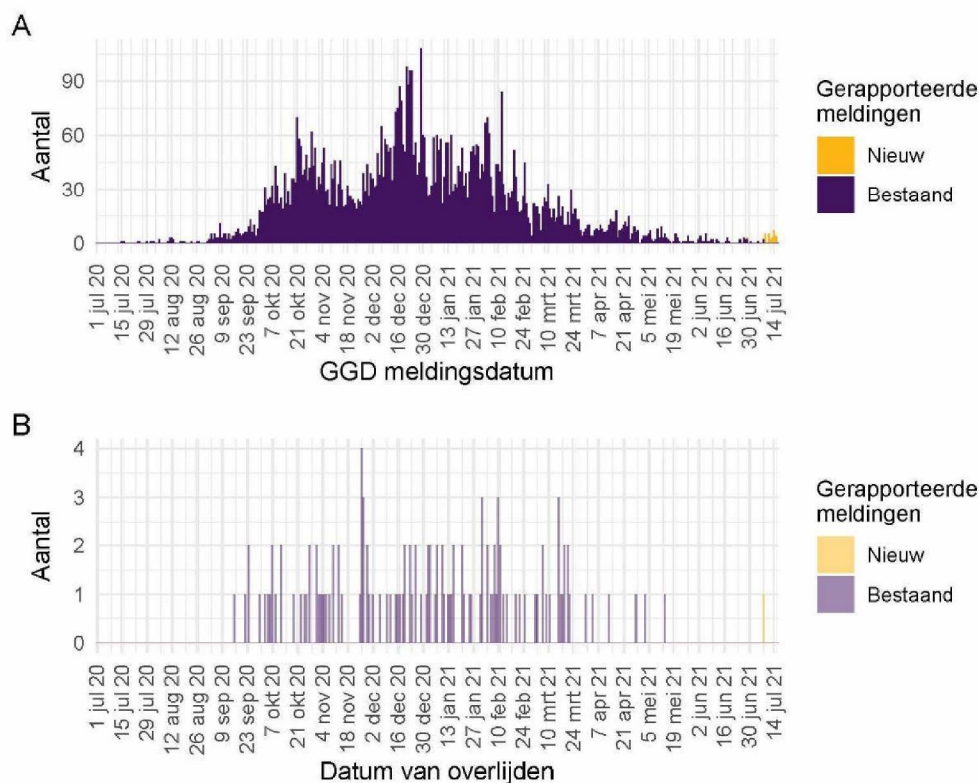 A
Aantal
90
60
30
0
1 jul 20
15 jul 20
29 jul 20
12 aug 20
26 aug 20
9 sep 20
23 sep 20
7 okt 20
21 okt 20
4 nov 20
18 nov 20
2 dec 20
16 dec 20
30 dec 20
13 jan 21
27 jan 21
10 feb 21
24 feb 21
10 mrt 21
24 mrt 21
7 apr 21
21 apr 21
5 mei 21
19 mei 21
2 jun 21
16 jun 21
30 jun 21
14 jul 21
GGD meldingsdatum
Gerapporteerde
meldingen
Nieuw
Bestaand
B
Aantal
4
3
2
1
0
1 jul 20
15 jul 20
29 jul 20
12 aug 20
26 aug 20
9 sep 20
23 sep 20
7 okt 20
21 okt 20
4 nov 20
18 nov 20
2 dec 20
16 dec 20
30 dec 20
13 jan 21
27 jan 21
10 feb 21
24 feb 21
10 mrt 21
24 mrt 21
7 apr 21
21 apr 21
5 mei 21
19 mei 21
2 jun 21
16 jun 21
30 jun 21
14 jul 21
Datum van overlijden
Gerapporteerde
meldingen
Nieuw
Bestaand